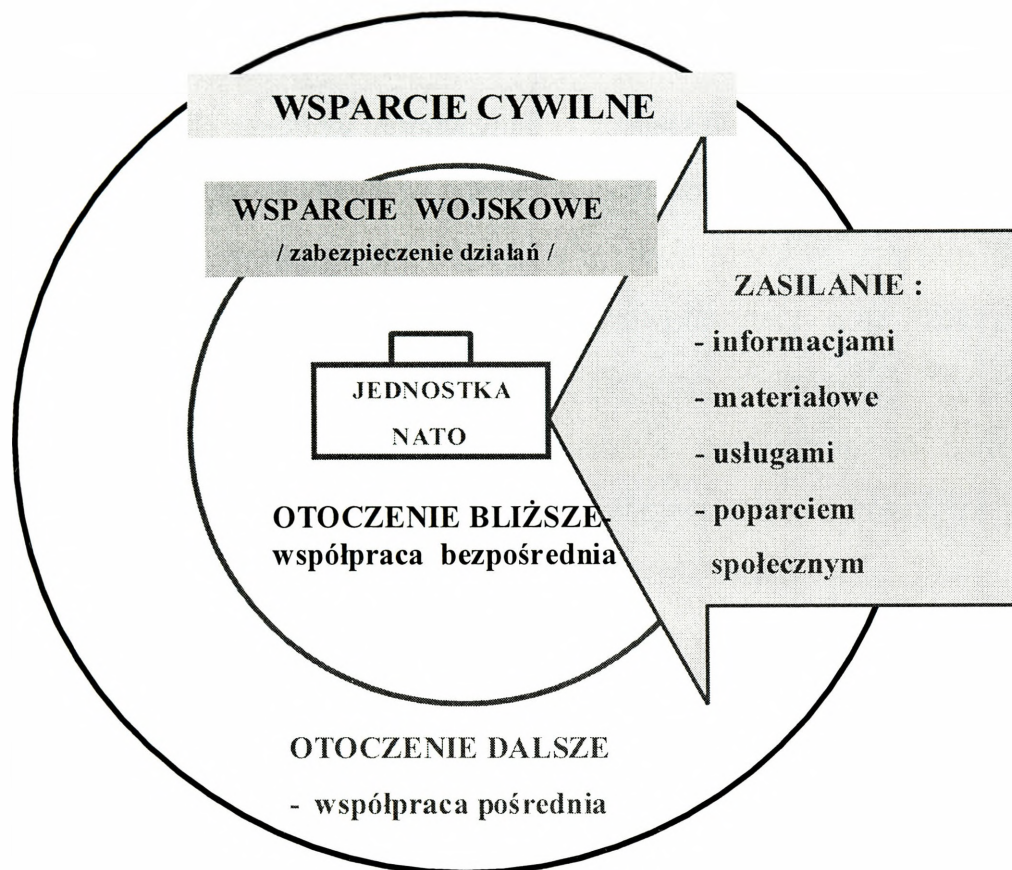 WSPARCIE CYWILNE
WSPARCIE WOJSKOWE
/ zabezpieczenie działań /
JEDNOSTKA
NATO
OTOCZENIE BLIŻSZE-
współpraca bezpośrednia
ZASILANIE :
- informacjami
- materiałowe
- usługami
- poparciem
społecznym
OTOCZENIE DALSZE
- współpraca pośrednia